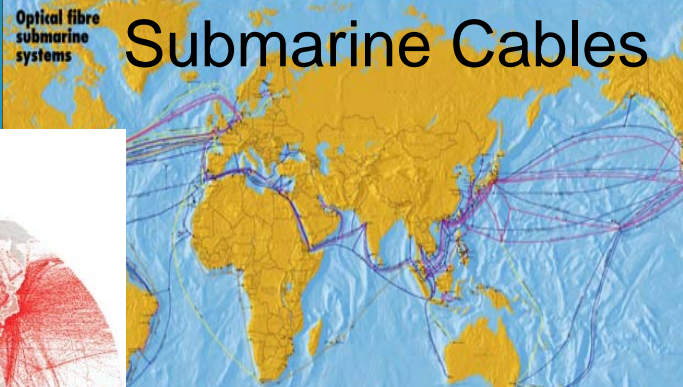 Optical fibre
submarine
systems
Submarine Cables